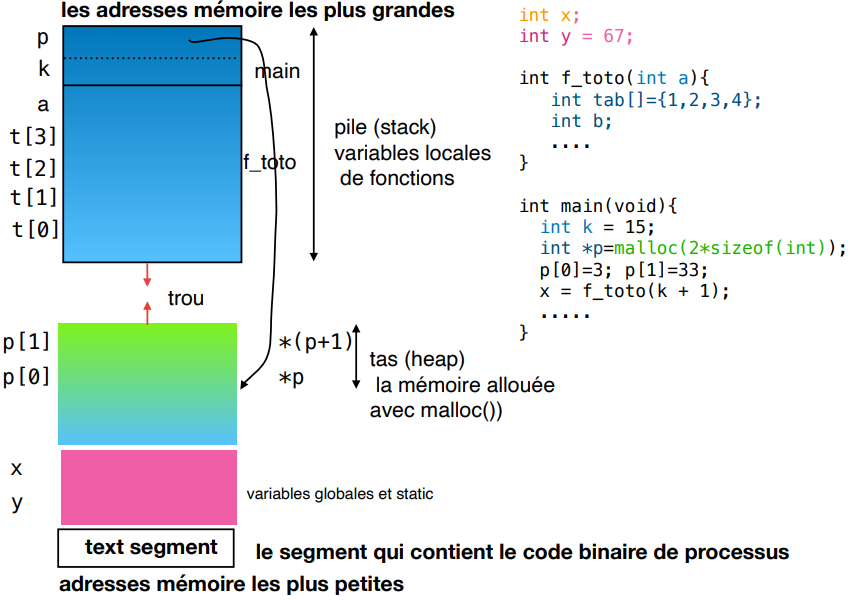 les adresses mémoire les plus grandes
p
k
main
a
t[3]
t[2]
f_toto
t[1]
t[0]
pile (stack)
variables locales
de fonctions
trou
p[1]
*(p+1)
p[0]
*p
tas (heap)
la mémoire allouée
avec malloc())
x
y
variables globales et static
text segment
le segment qui contient le code binaire de processus
adresses mémoire les plus petites
int x;
int y = 67;
int f_toto(int a){
int tab[]={1,2,3,4};
int b;
....
}
int main(void){
int k = 15;
int *p=malloc(2*sizeof(int));
p[0]=3; p[1]=33;
x = f_toto(k + 1);
.....
}